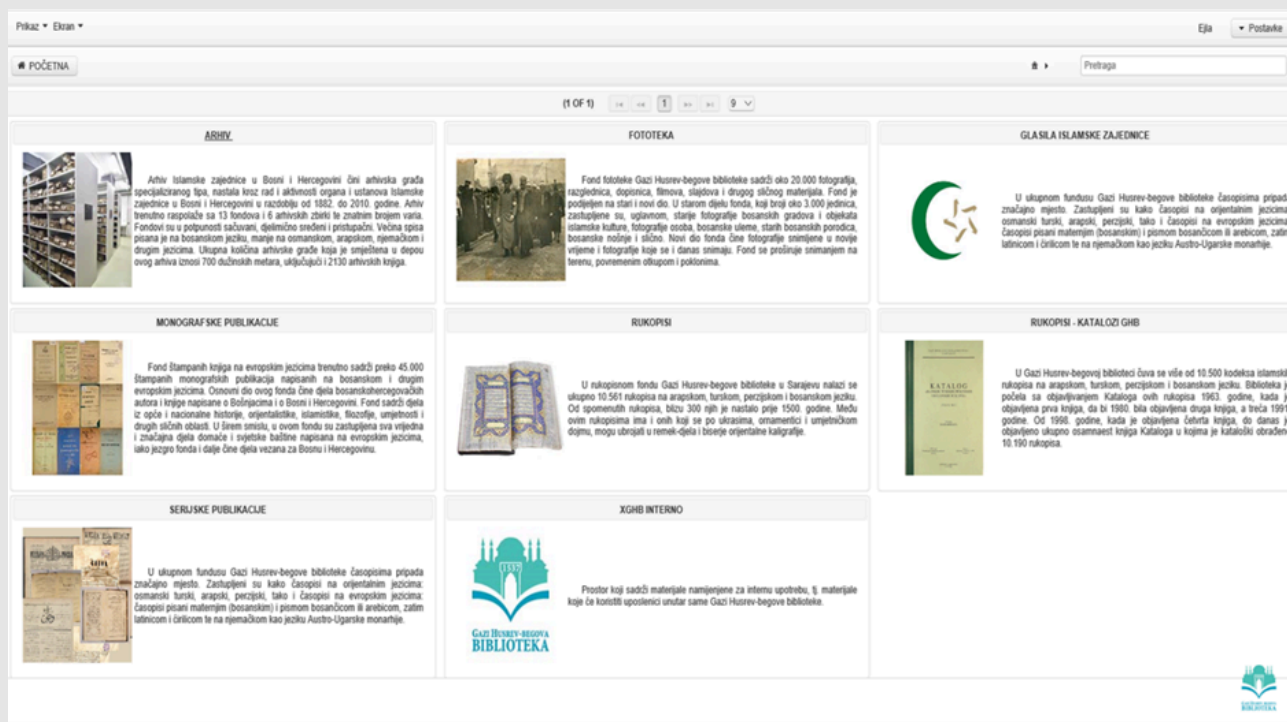 Prikaz Ekran
Ejla Postavke
POČETNA
Pretraga
(1 OF 1) 1 9
ARHIV
Arhiv Islamske zajednice u Bosni i Hercegovini čini arhivska građa
specijaliziranog tipa, nastala kroz rad i aktivnosti organa i ustanova Islamske
zajednice u Bosni i Hercegovini u razdoblju od 1882. do 2010. godine. Arhiv
trenutno raspolaže sa 13 fondova i 6 arhivskih zbirki te znatnim brojem varia.
Fondovi su u potpunosti sačuvani, djelimično sređeni i pristupačni. Većina spisa
pisana je na bosanskom jeziku, manje na osmanskom, arapskom, njemačkom i
drugim jezicima. Ukupna količina arhivske građe koja je smještena u depou
ovog arhiva iznosi 700 dužinskih metara, uključujući i 2130 arhivskih knjiga.
FOTOTEKA
Fond fototeke Gazi Husrev-begove biblioteke sadrži oko 20.000 fotografija,
razglednica, dopisnica, filmova, slajdova i drugog sličnog materijala. Fond je
podijeljen na stari i novi dio. U starom dijelu fonda, koji broji oko 3.000 jedinica,
zastupljene su, uglavnom, starije fotografije bosanskih gradova i objekata
islamske kulture, fotografije osoba, bosanske uleme, starih bosanskih porodica,
bosanske nošnje i slično. Novi dio fonda čine fotografije snimljene u novije
vrijeme i fotografije koje se i danas snimaju. Fond se proširuje snimanjem na
terenu, povremenim otkupom i poklonima.
GLASILA ISLAMSKE ZAJEDNICE
U ukupnom fundusu Gazi Husrev-begove biblioteke časopisima pripad
značajno mjesto. Zastupljeni su kako časopisi na orijentalnim jezicim
osmanski turski, arapski, perzijski, tako i časopisi na evropskim jezicim
časopisi pisani maternjim (bosanskim) i pismom bosančicom ili arebicom, zatim
latinicom i ćirilicom te na njemačkom kao jeziku Austro-Ugarske monarhije.
MONOGRAFSKE PUBLIKACIJE
Fond štampanih knjiga na evropskim jezicima trenutno sadrži preko 45.000
štampanih monografskih publikacija napisanih na bosanskom i drugim
evropskim jezicima. Osnovni dio ovog fonda čine djela bosanskohercegovačkih
autora i knjige napisane o Bošnjacima i o Bosni i Hercegovini. Fond sadrži djela
iz opće i nacionalne historije, orijentalistike, islamistike, filozofije, umjetnosti i
drugih sličnih oblasti. U širem smislu, u ovom fondu su zastupljena sva vrijedna
i značajna djela domaće i svjetske baštine napisana na evropskim jezicima,
iako jezgro fonda i dalje čine djela vezana za Bosnu i Hercegovinu.
RUKOPISI
U rukopisnom fondu Gazi Husrev-begove biblioteke u Sarajevu nalazi se
ukupno 10.561 rukopisa na arapskom, turskom, perzijskom i bosanskom jeziku.
Od spomenutih rukopisa, blizu 300 njih je nastalo prije 1500. godine. Među
ovim rukopisima ima i onih koji se po ukrasima, ornamentici i umjetničkom
dojmu, mogu ubrojati u remek-djela i bisere orijentalne kaligrafije.
RUKOPISI - KATALOZI GHB
KATALOG
U Gazi Husrev-begovoj biblioteci čuva se više od 10.500 kodeksa islamski
rukopisa na arapskom, turskom, perzijskom i bosanskom jeziku. Biblioteka j
počela sa objavljivanjem Kataloga ovih rukopisa 1963. godine, kada j
objavljena prva knjiga, da bi 1980. bila objavljena druga knjiga, a treća 1991
godine. Od 1998. godine, kada je objavljena četvrta knjiga, do danas j
objavljeno ukupno osamnaest knjiga Kataloga u kojima je kataloški obrađeno
10.190 rukopisa.
SERIJSKE PUBLIKACIJE
U ukupnom fundusu Gazi Husrev-begove biblioteke časopisima pripada
značajno mjesto. Zastupljeni su kako časopisi na orijentalnim jezicima:
osmanski turski, arapski, perzijski, tako i časopisi na evropskim jezicima:
časopisi pisani maternjim (bosanskim) i pismom bosančicom ili arebicom, zatim
latinicom i ćirilicom te na njemačkom kao jeziku Austro-Ugarske monarhije.
XGHB INTERNO
1537
GAZI HUSREV-BEGOVA
BIBLIOTEKA
Prostor koji sadrži materijale namijenjene za internu upotrebu, tj. materijale
koje će koristiti uposlenici unutar same Gazi Husrev-begove biblioteke.
GAZI HUSREV-BEGOVA
BIBLIOTEKA